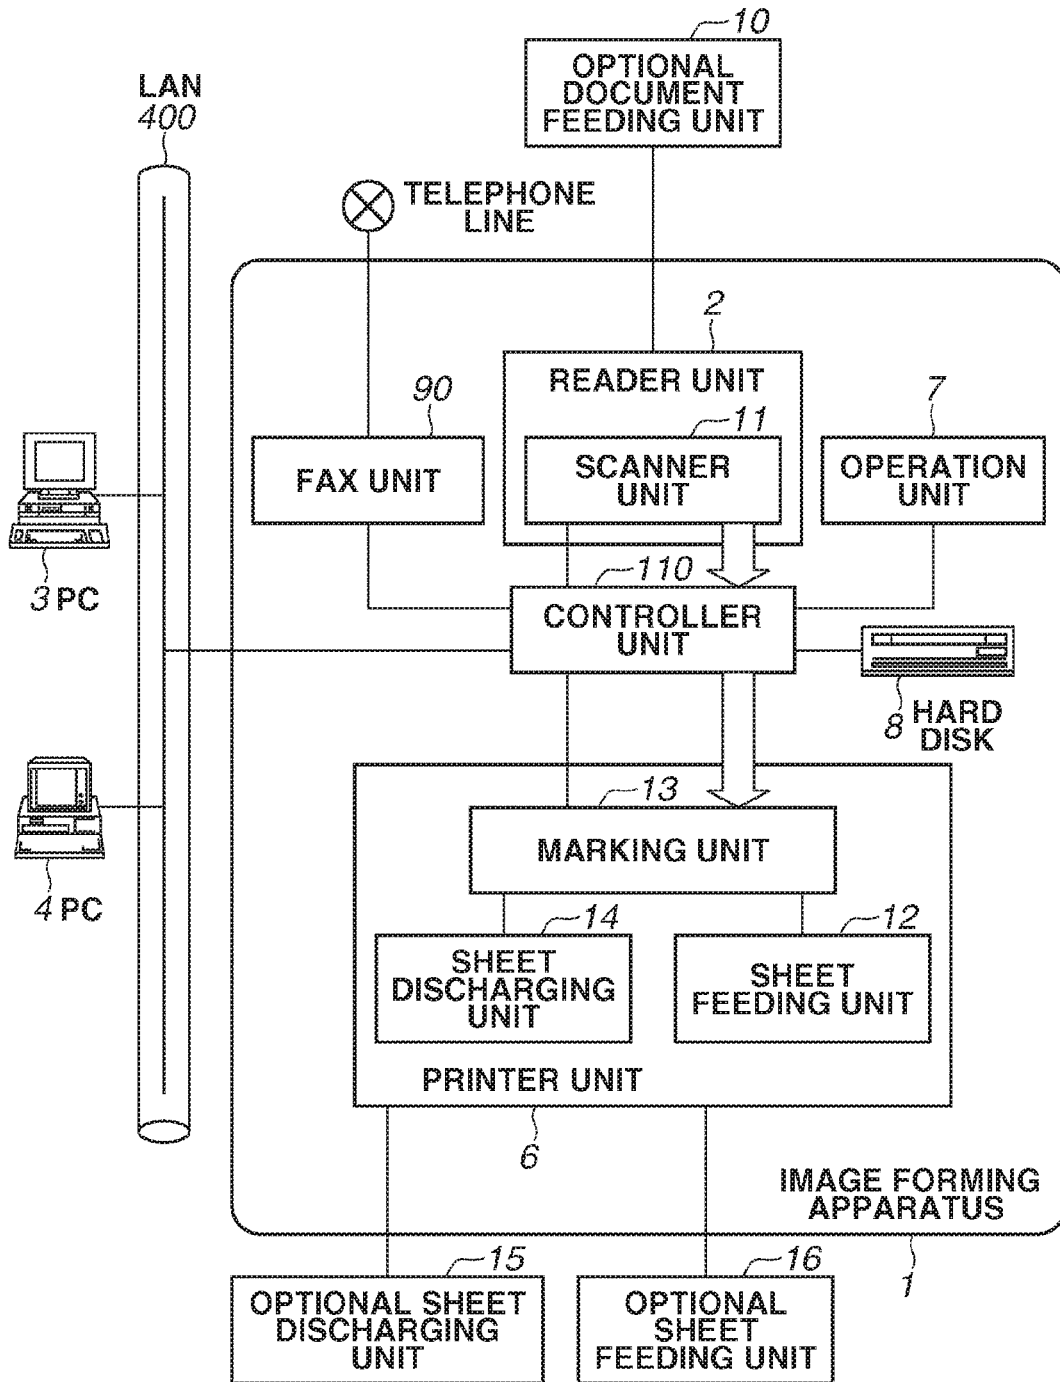 10
OPTIONAL
DOCUMENT
FEEDING UNIT
LAN
400
TELEPHONE
LINE
2
READER UNIT
90
FAX UNIT
11
SCANNER
UNIT
7
OPERATION
UNIT
3 PC
110
CONTROLLER
UNIT
8 HARD
DISK
4 PC
13
MARKING UNIT
14
SHEET
DISCHARGING
UNIT
12
SHEET
FEEDING UNIT
PRINTER UNIT
6
IMAGE FORMING
APPARATUS
1
15
OPTIONAL SHEET
DISCHARGING
UNIT
16
OPTIONAL
SHEET
FEEDING UNIT